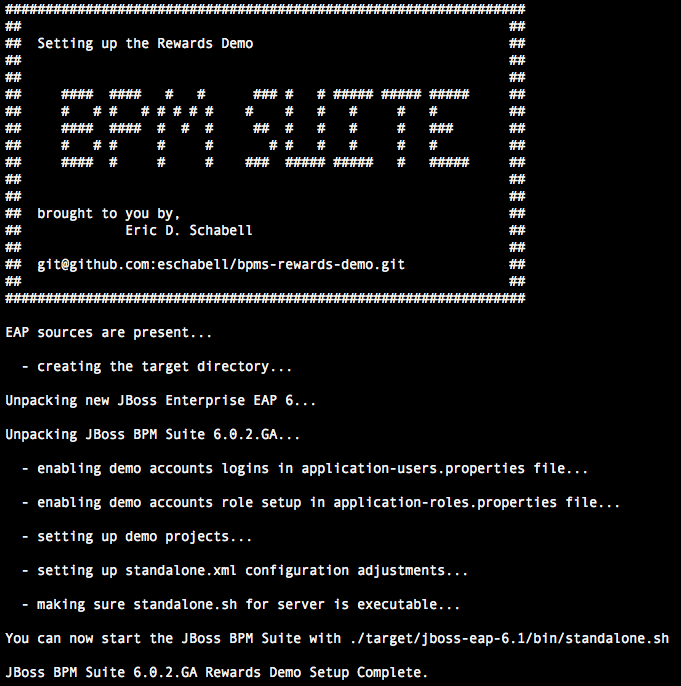 #################################################################
##                                                             ##
##  Setting up the Rewards Demo                                ##
##                                                             ##
##                                                             ##
##     ####  ####   #   #      ### #   # ##### ##### #####     ##
##     #   # #   # # # # #    #    #   #   #     #   #         ##
##     ####  ####  #  #  #     ##  #   #   #     #   ###       ##
##     #   # #     #     #       # #   #   #     #   #         ##
##     ####  #     #     #    ###  ##### #####   #   #####     ##
##                                                             ##
##                                                             ##
##  brought to you by,                                         ##
##             Eric D. Schabell                                ##
##                                                             ##
##  git@github.com:eschabell/bpms-rewards-demo.git             ##
##                                                             ##
#################################################################
EAP sources are present...
  - creating the target directory...
Unpacking new JBoss Enterprise EAP 6...
Unpacking JBoss BPM Suite 6.0.2.GA...
  - enabling demo accounts logins in application-users.properties file...
  - enabling demo accounts role setup in application-roles.properties file...
  - setting up demo projects...
  - setting up standalone.xml configuration adjustments...
  - making sure standalone.sh for server is executable...
You can now start the JBoss BPM Suite with ./target/jboss-eap-6.1/bin/standalone.sh
JBoss BPM Suite 6.0.2.GA Rewards Demo Setup Complete.